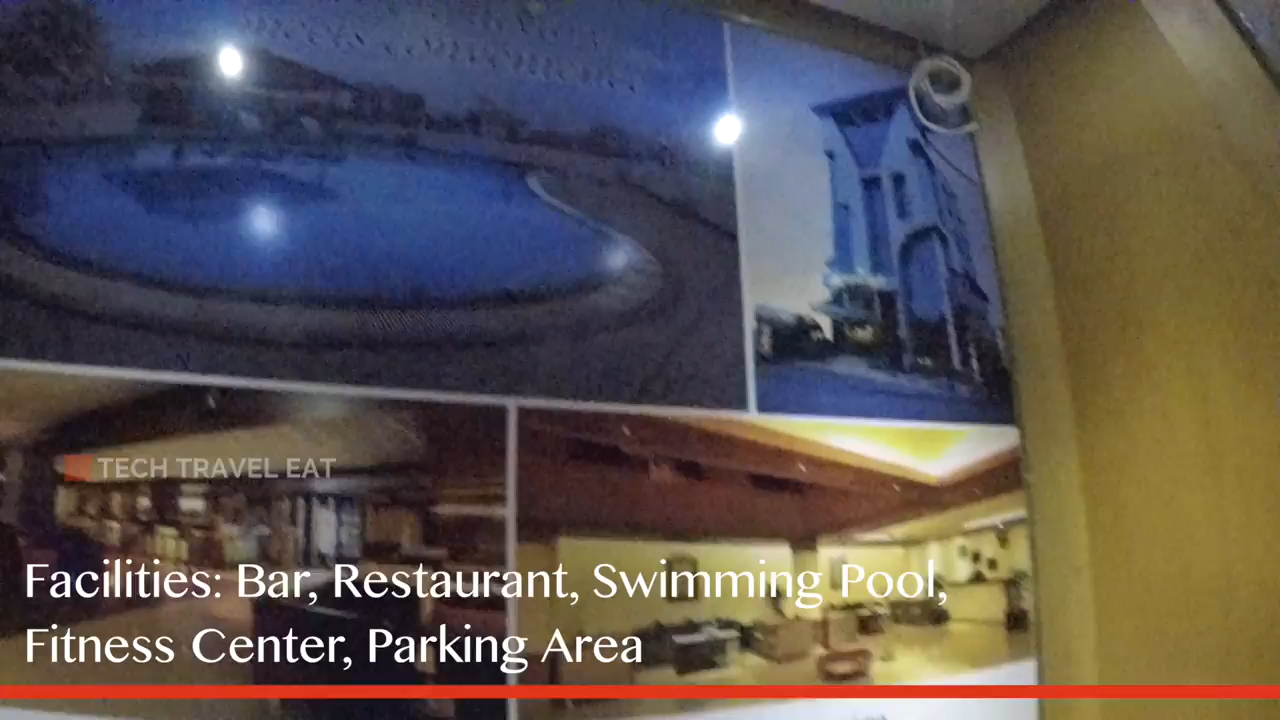 TECH TRAVEL EAT
Facilities: Bar, Restaurant, Swimming Pool,
Fitness Center, Parking Area